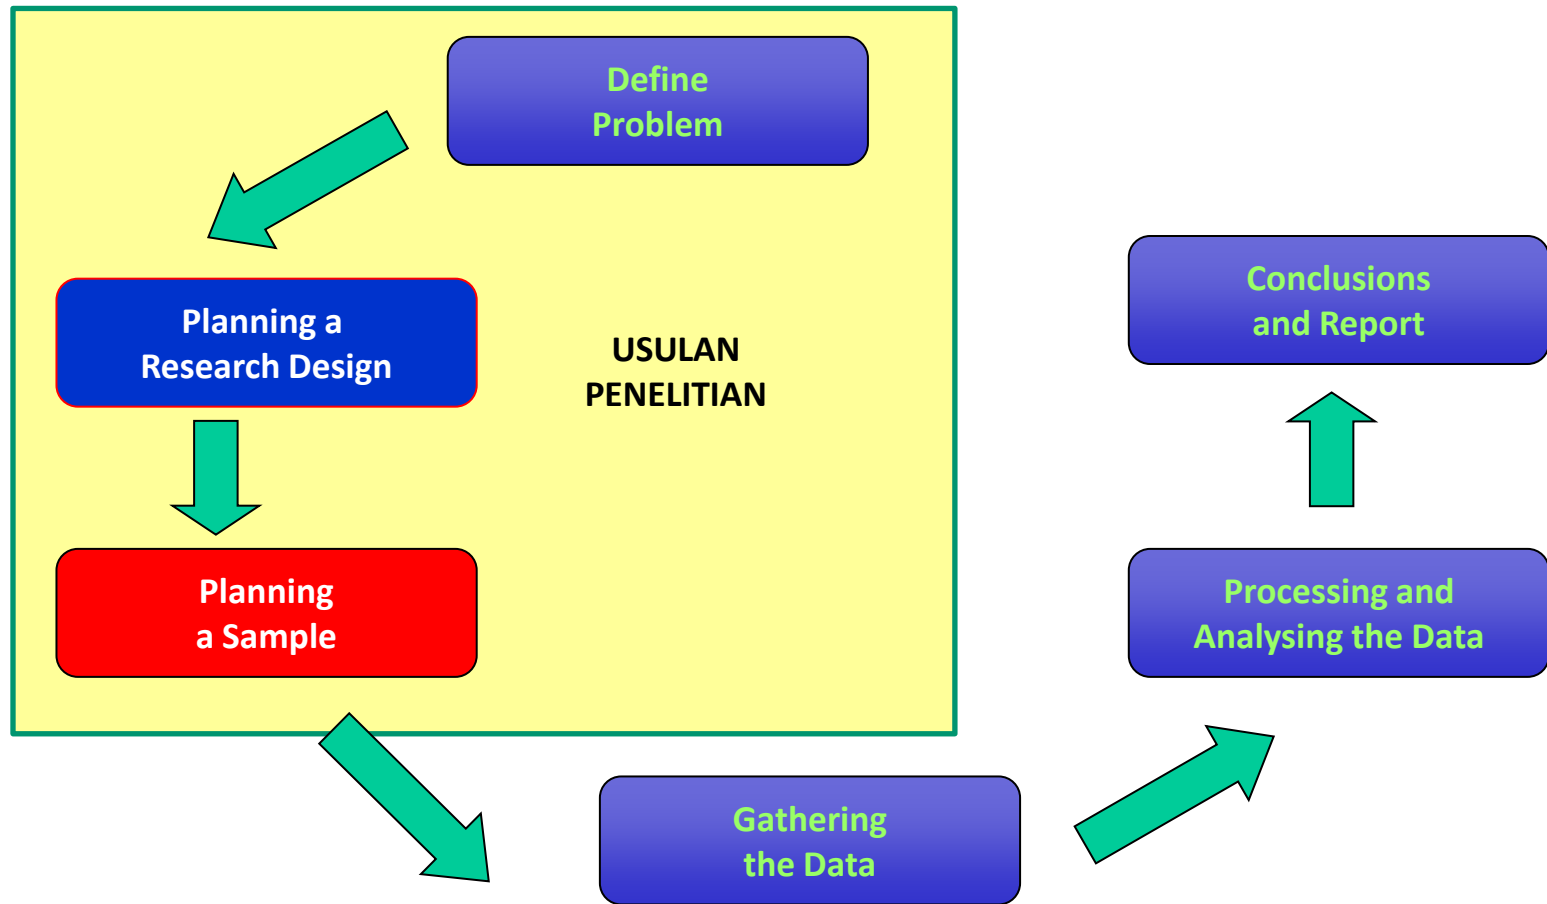 Define
Problem
Planning a
Research Design
USULAN
PENELITIAN
Planning
a Sample
Gathering
the Data
Processing and
Analysing the Data
Conclusions
and Report